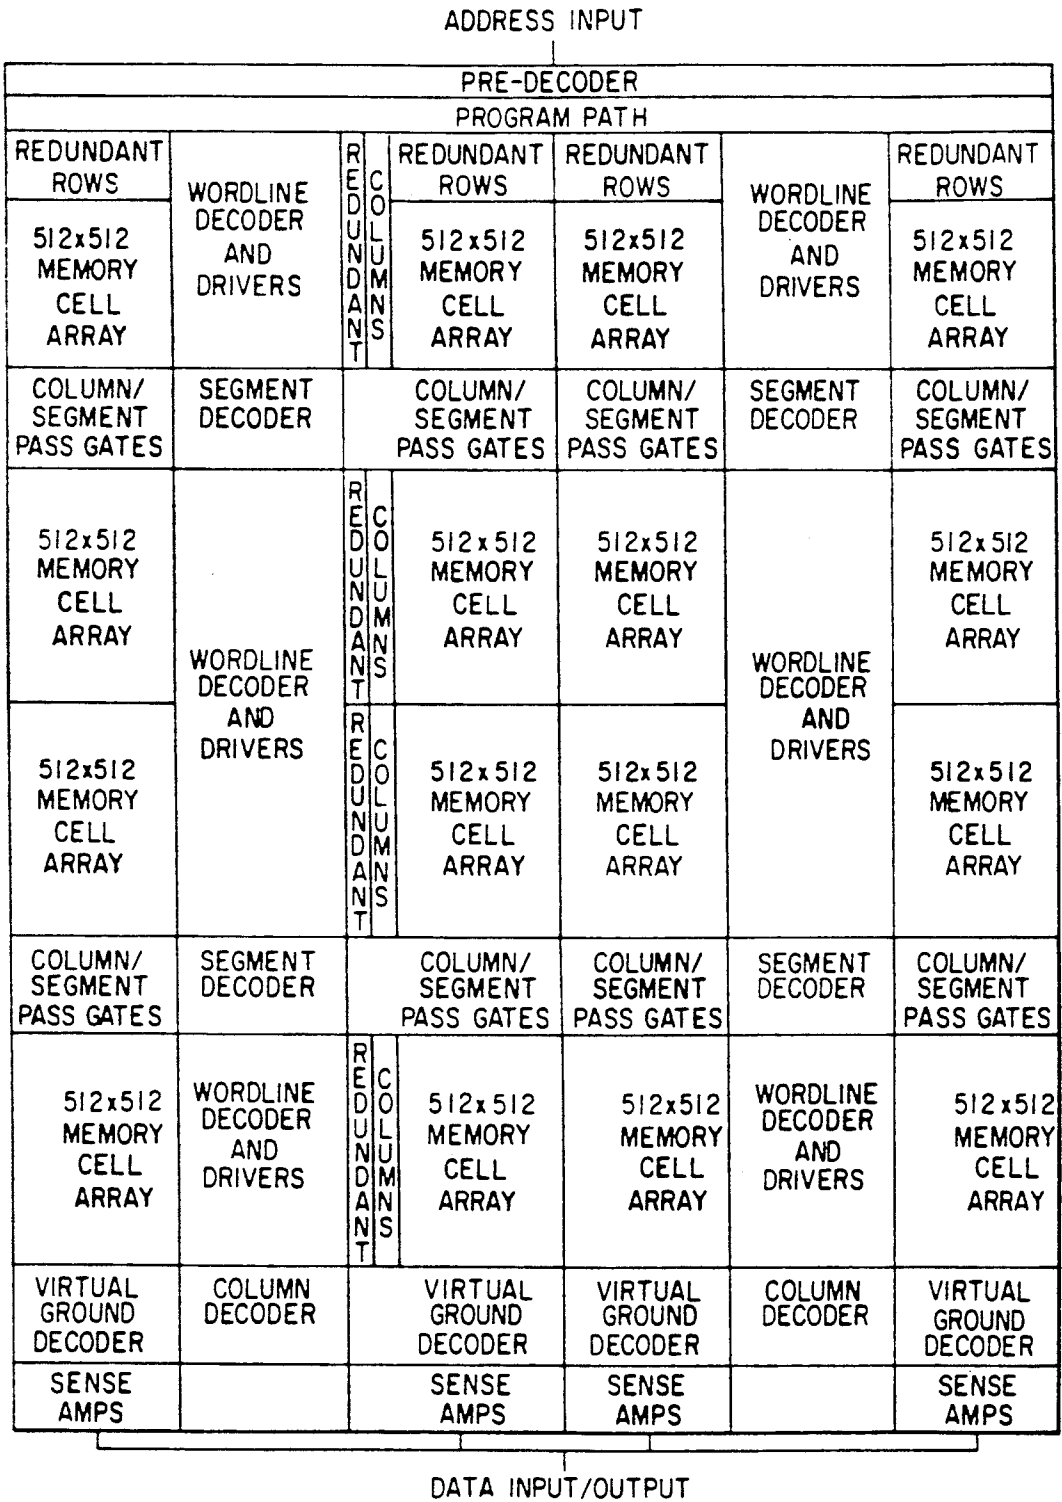 ADDRESS INPUT
PRE-DECODER
PROGRAM PATH
REDUNDANT
ROWS
512x512
MEMORY
CELL
ARRAY
WORDLINE
DECODER
AND
DRIVERS
REDUNDANT
COLUMNS
REDUNDANT
ROWS
512x512
MEMORY
CELL
ARRAY
REDUNDANT
ROWS
512x512
MEMORY
CELL
ARRAY
WORDLINE
DECODER
AND
DRIVERS
REDUNDANT
ROWS
512x512
MEMORY
CELL
ARRAY
COLUMN/
SEGMENT
PASS GATES
SEGMENT
DECODER
COLUMN/
SEGMENT
PASS GATES
COLUMN/
SEGMENT
PASS GATES
SEGMENT
DECODER
COLUMN/
SEGMENT
PASS GATES
512x512
MEMORY
CELL
ARRAY
512x512
MEMORY
CELL
ARRAY
WORDLINE
DECODER
AND
DRIVERS
REDUNDANT
COLUMNS
REDUNDANT
COLUMNS
512x512
MEMORY
CELL
ARRAY
512x512
MEMORY
CELL
ARRAY
512x512
MEMORY
CELL
ARRAY
512x512
MEMORY
CELL
ARRAY
WORDLINE
DECODER
AND
DRIVERS
512x512
MEMORY
CELL
ARRAY
512x512
MEMORY
CELL
ARRAY
COLUMN/
SEGMENT
PASS GATES
SEGMENT
DECODER
COLUMN/
SEGMENT
PASS GATES
COLUMN/
SEGMENT
PASS GATES
SEGMENT
DECODER
COLUMN/
SEGMENT
PASS GATES
512x512
MEMORY
CELL
ARRAY
WORDLINE
DECODER
AND
DRIVERS
REDUNDANT
COLUMNS
512x512
MEMORY
CELL
ARRAY
512x512
MEMORY
CELL
ARRAY
WORDLINE
DECODER
AND
DRIVERS
512x512
MEMORY
CELL
ARRAY
VIRTUAL
GROUND
DECODER
COLUMN
DECODER
VIRTUAL
GROUND
DECODER
VIRTUAL
GROUND
DECODER
COLUMN
DECODER
VIRTUAL
GROUND
DECODER
SENSE
AMPS
SENSE
AMPS
SENSE
AMPS
SENSE
AMPS
DATA INPUT/OUTPUT